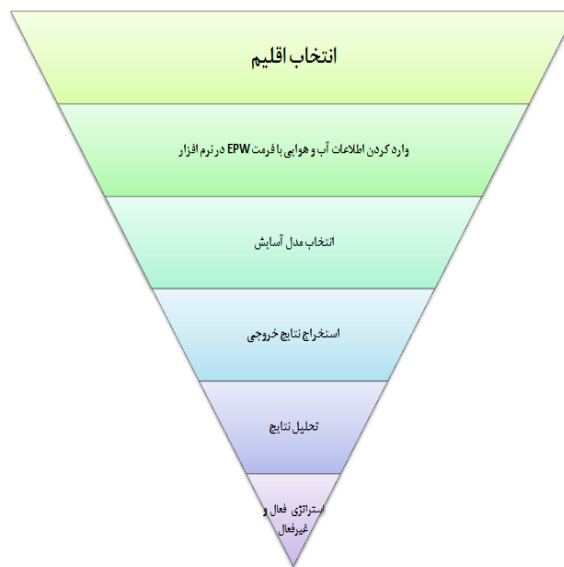 انتخاب اقلیم
وارد کردن اطلاعات آب و هوایی با فرمت EPW در نرم افزار
انتخاب مدل آسایش
استخراج نتایج خروجی
تحلیل نتایج
استراتژی فعال و
غیرفعال